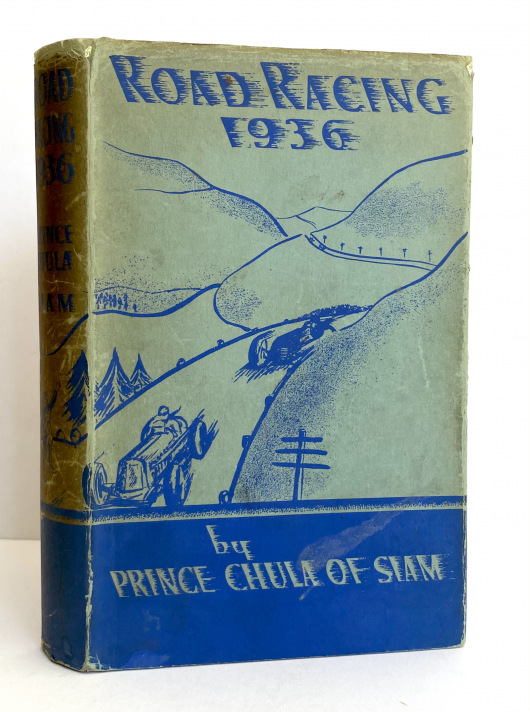 ROAD RACING
1936
by
PRINCE CHULA OF SIAM